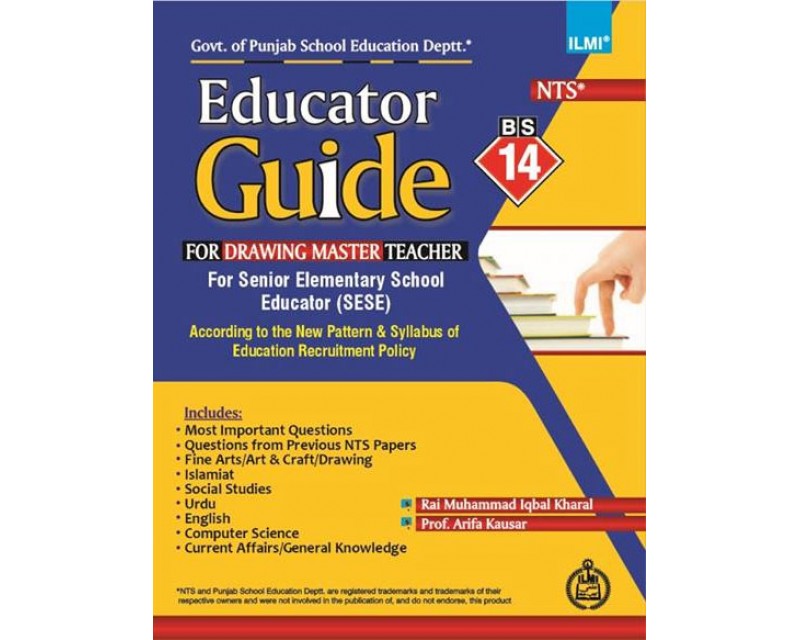 Govt. of Punjab School Education Deptt.*
ILMI®
NTS®
Educator
Guide
BS
14
FOR DRAWING MASTER TEACHER
For Senior Elementary School
Educator (SESE)
According to the New Pattern & Syllabus of
Education Recruitment Policy
Includes:
• Most Important Questions
• Questions from Previous NTS Papers
• Fine Arts/Art & Craft/Drawing
• Islamiat
• Social Studies
• Urdu
• English
• Computer Science
• Current Affairs/General Knowledge
Rai Muhammad Iqbal Kharal
Prof. Arifa Kausar
*NTS and Punjab School Education Deptt. are registered trademarks and trademarks of their
respective owners and were not involved in the publication of, and do not endorse, this product
ILMI